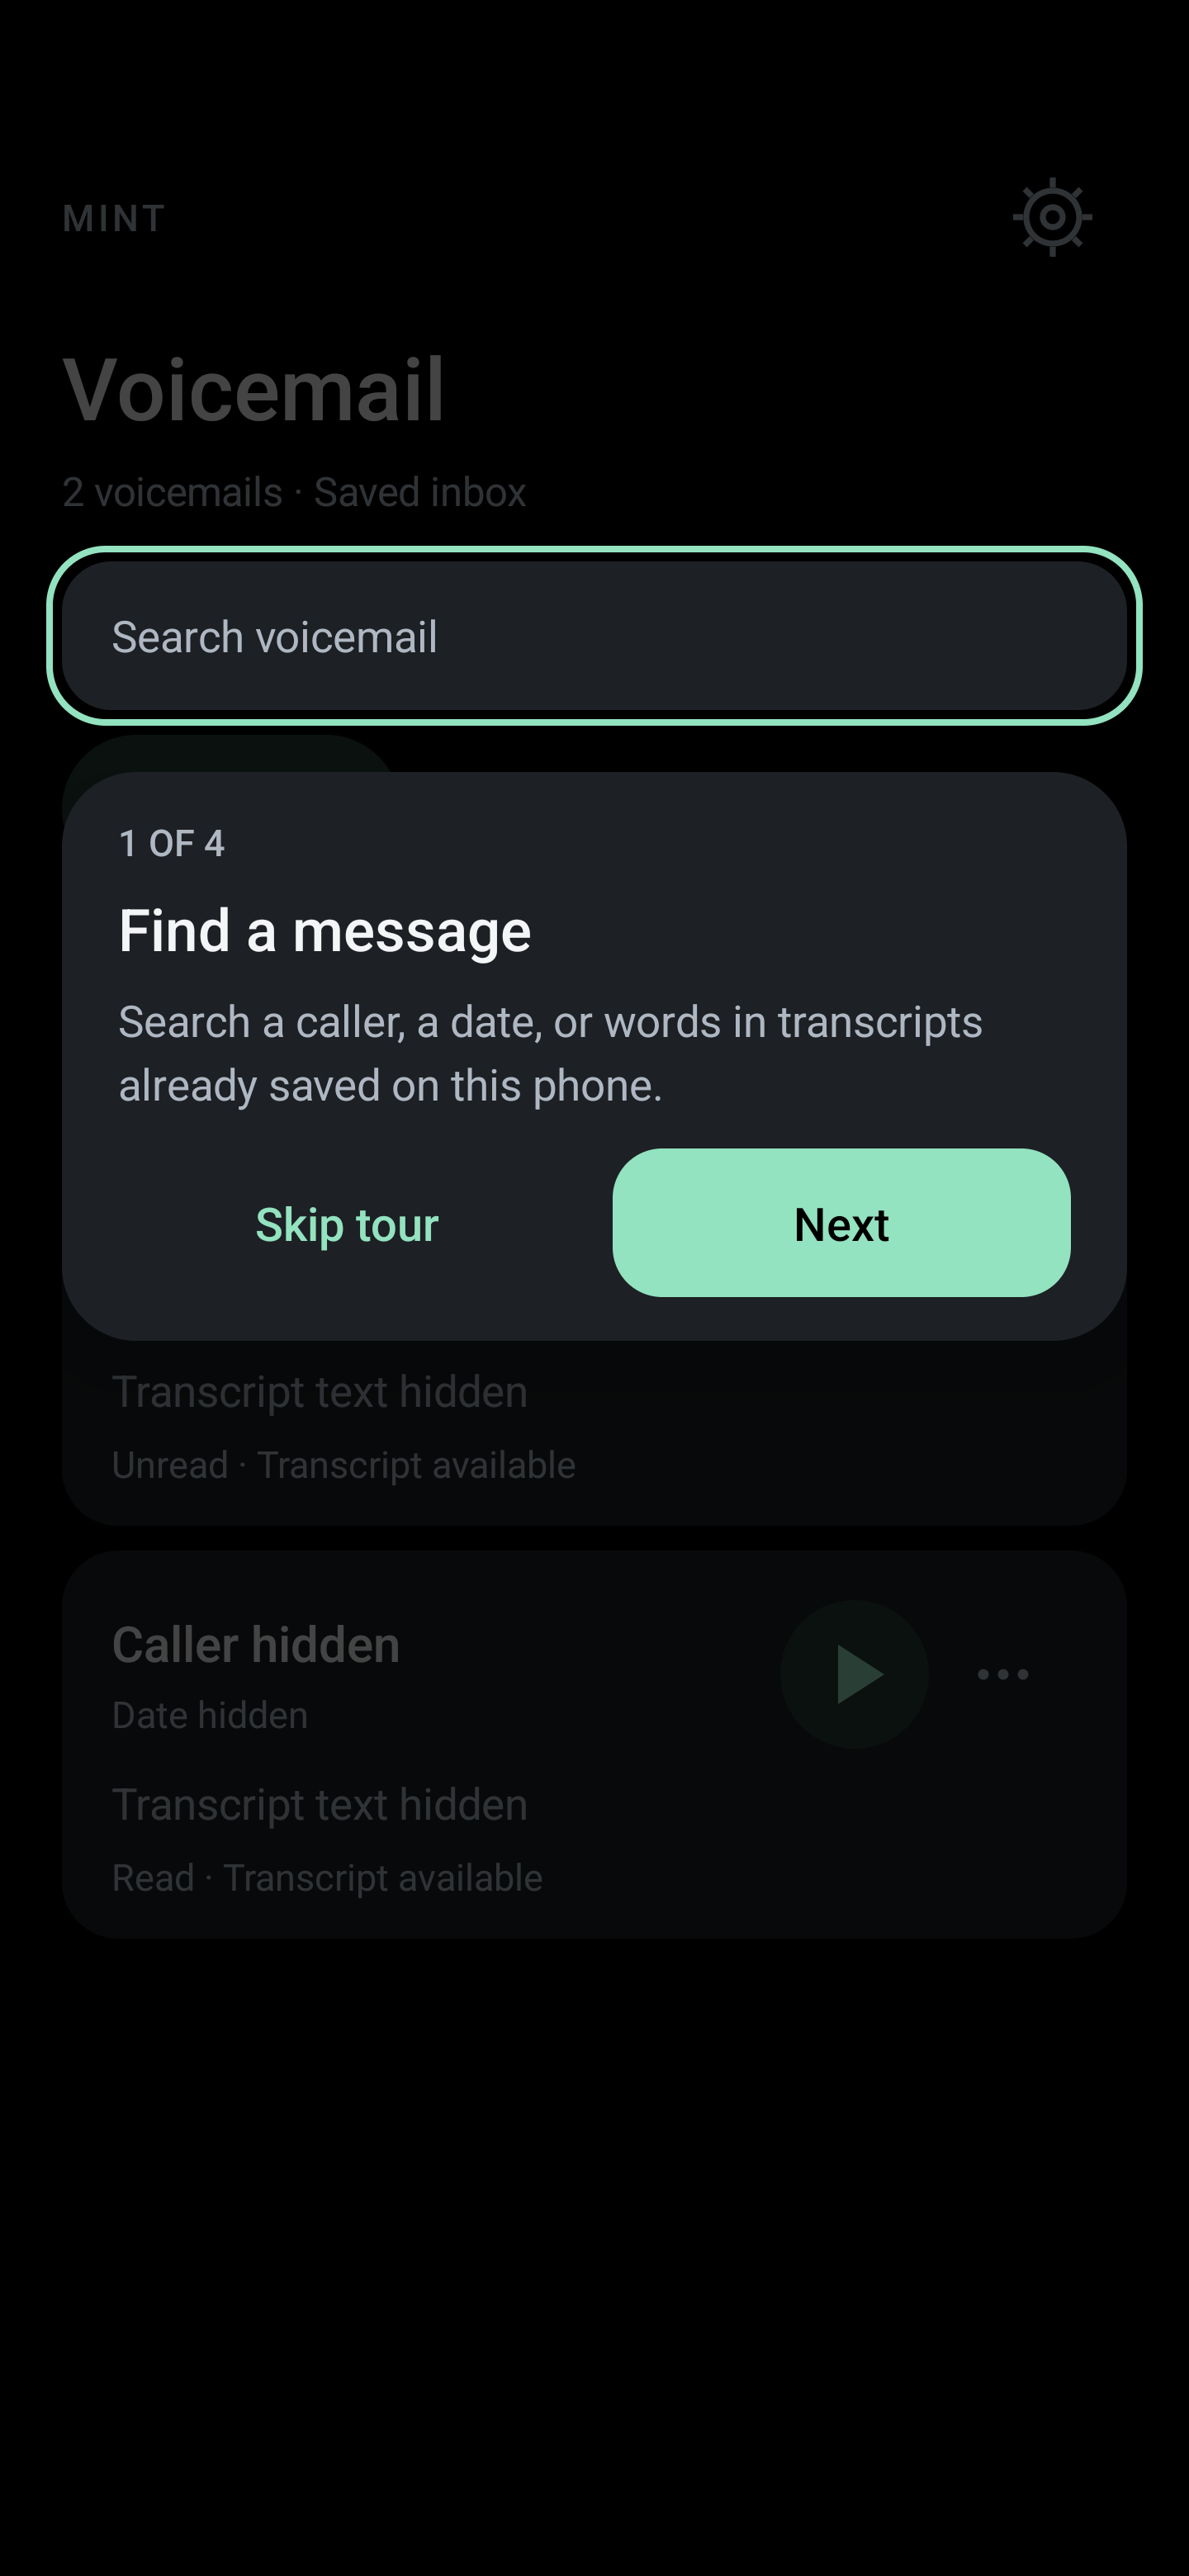 MINT
Voicemail
2 voicemails · Saved inbox
Search voicemail
1 OF 4
Find a message
Search a caller, a date, or words in transcripts
already saved on this phone.
Skip tour
Next
Transcript text hidden
Unread · Transcript available
Caller hidden
Date hidden
Transcript text hidden
Read · Transcript available